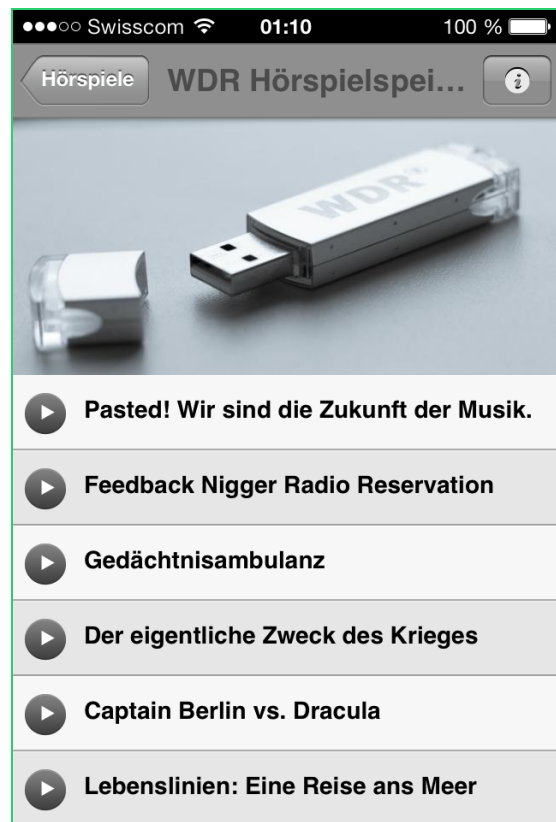 Swisscom 01:10 100 %
Hörspiele WDR Hörspielspei...
WDR®
Pasted! Wir sind die Zukunft der Musik.
Feedback Nigger Radio Reservation
Gedächtnisambulanz
Der eigentliche Zweck des Krieges
Captain Berlin vs. Dracula
Lebenslinien: Eine Reise ans Meer